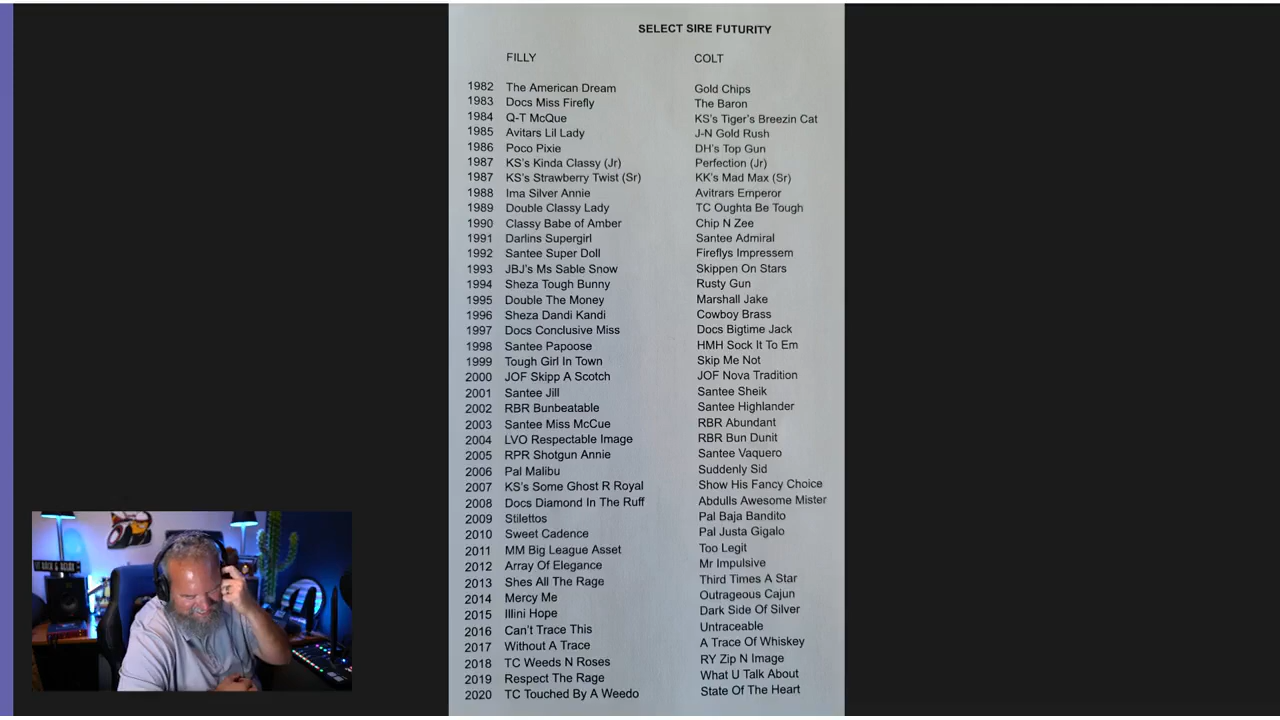 SELECT SIRE FUTURITY
FILLY COLT
1982 The American Dream Gold Chips
1983 Docs Miss Firefly The Baron
1984 Q-T McQue KS's Tiger's Breezin Cat
1985 Avitars Lil Lady J-N Gold Rush
1986 Poco Pixie DH's Top Gun
1987 KS's Kinda Classy (Jr) Perfection (Jr)
1987 KS's Strawberry Twist (Sr) KK's Mad Max (Sr)
1988 Ima Silver Annie Avitrars Emperor
1989 Double Classy Lady TC Oughta Be Tough
1990 Classy Babe of Amber Chip N Zee
1991 Darlins Supergirl Santee Admiral
1992 Santee Super Doll Fireflys Impressem
1993 JBJ's Ms Sable Snow Skippen On Stars
1994 Sheza Tough Bunny Rusty Gun
1995 Double The Money Marshall Jake
1996 Sheza Dandi Kandi Cowboy Brass
1997 Docs Conclusive Miss Docs Bigtime Jack
1998 Santee Papoose HMH Sock It To Em
1999 Tough Girl In Town Skip Me Not
2000 JOF Skipp A Scotch JOF Nova Tradition
2001 Santee Jill Santee Sheik
2002 RBR Bunbeatable Santee Highlander
2003 Santee Miss McCue RBR Abundant
2004 LVO Respectable Image RBR Bun Dunit
2005 RPR Shotgun Annie Santee Vaquero
2006 Pal Malibu Suddenly Sid
2007 KS's Some Ghost R Royal Show His Fancy Choice
2008 Docs Diamond In The Ruff Abdulls Awesome Mister
2009 Stilettos Pal Baja Bandito
2010 Sweet Cadence Pal Justa Gigalo
2011 MM Big League Asset Too Legit
2012 Array Of Elegance Mr Impulsive
2013 Shes All The Rage Third Times A Star
2014 Mercy Me Outrageous Cajun
2015 Illini Hope Dark Side Of Silver
2016 Can't Trace This Untraceable
2017 Without A Trace A Trace Of Whiskey
2018 TC Weeds N Roses RY Zip N Image
2019 Respect The Rage What U Talk About
2020 TC Touched By A Weedo State Of The Heart